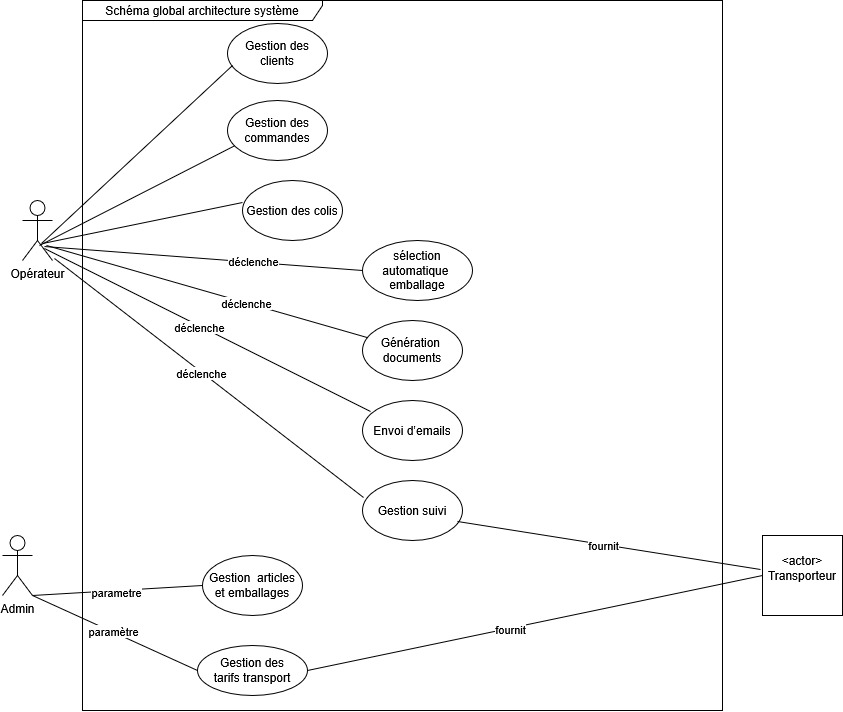 Schéma global architecture système
Gestion des
clients
Gestion des
commandes
Gestion des colis
Opérateur
déclenche
sélection
automatique
emballage
déclenche
Génération
documents
déclenche
déclenche
Envoi d'emails
Gestion suivi
fournit
<actor>
Transporteur
Admin
parametre
Gestion articles
et emballages
paramètre
fournit
Gestion des
tarifs transport